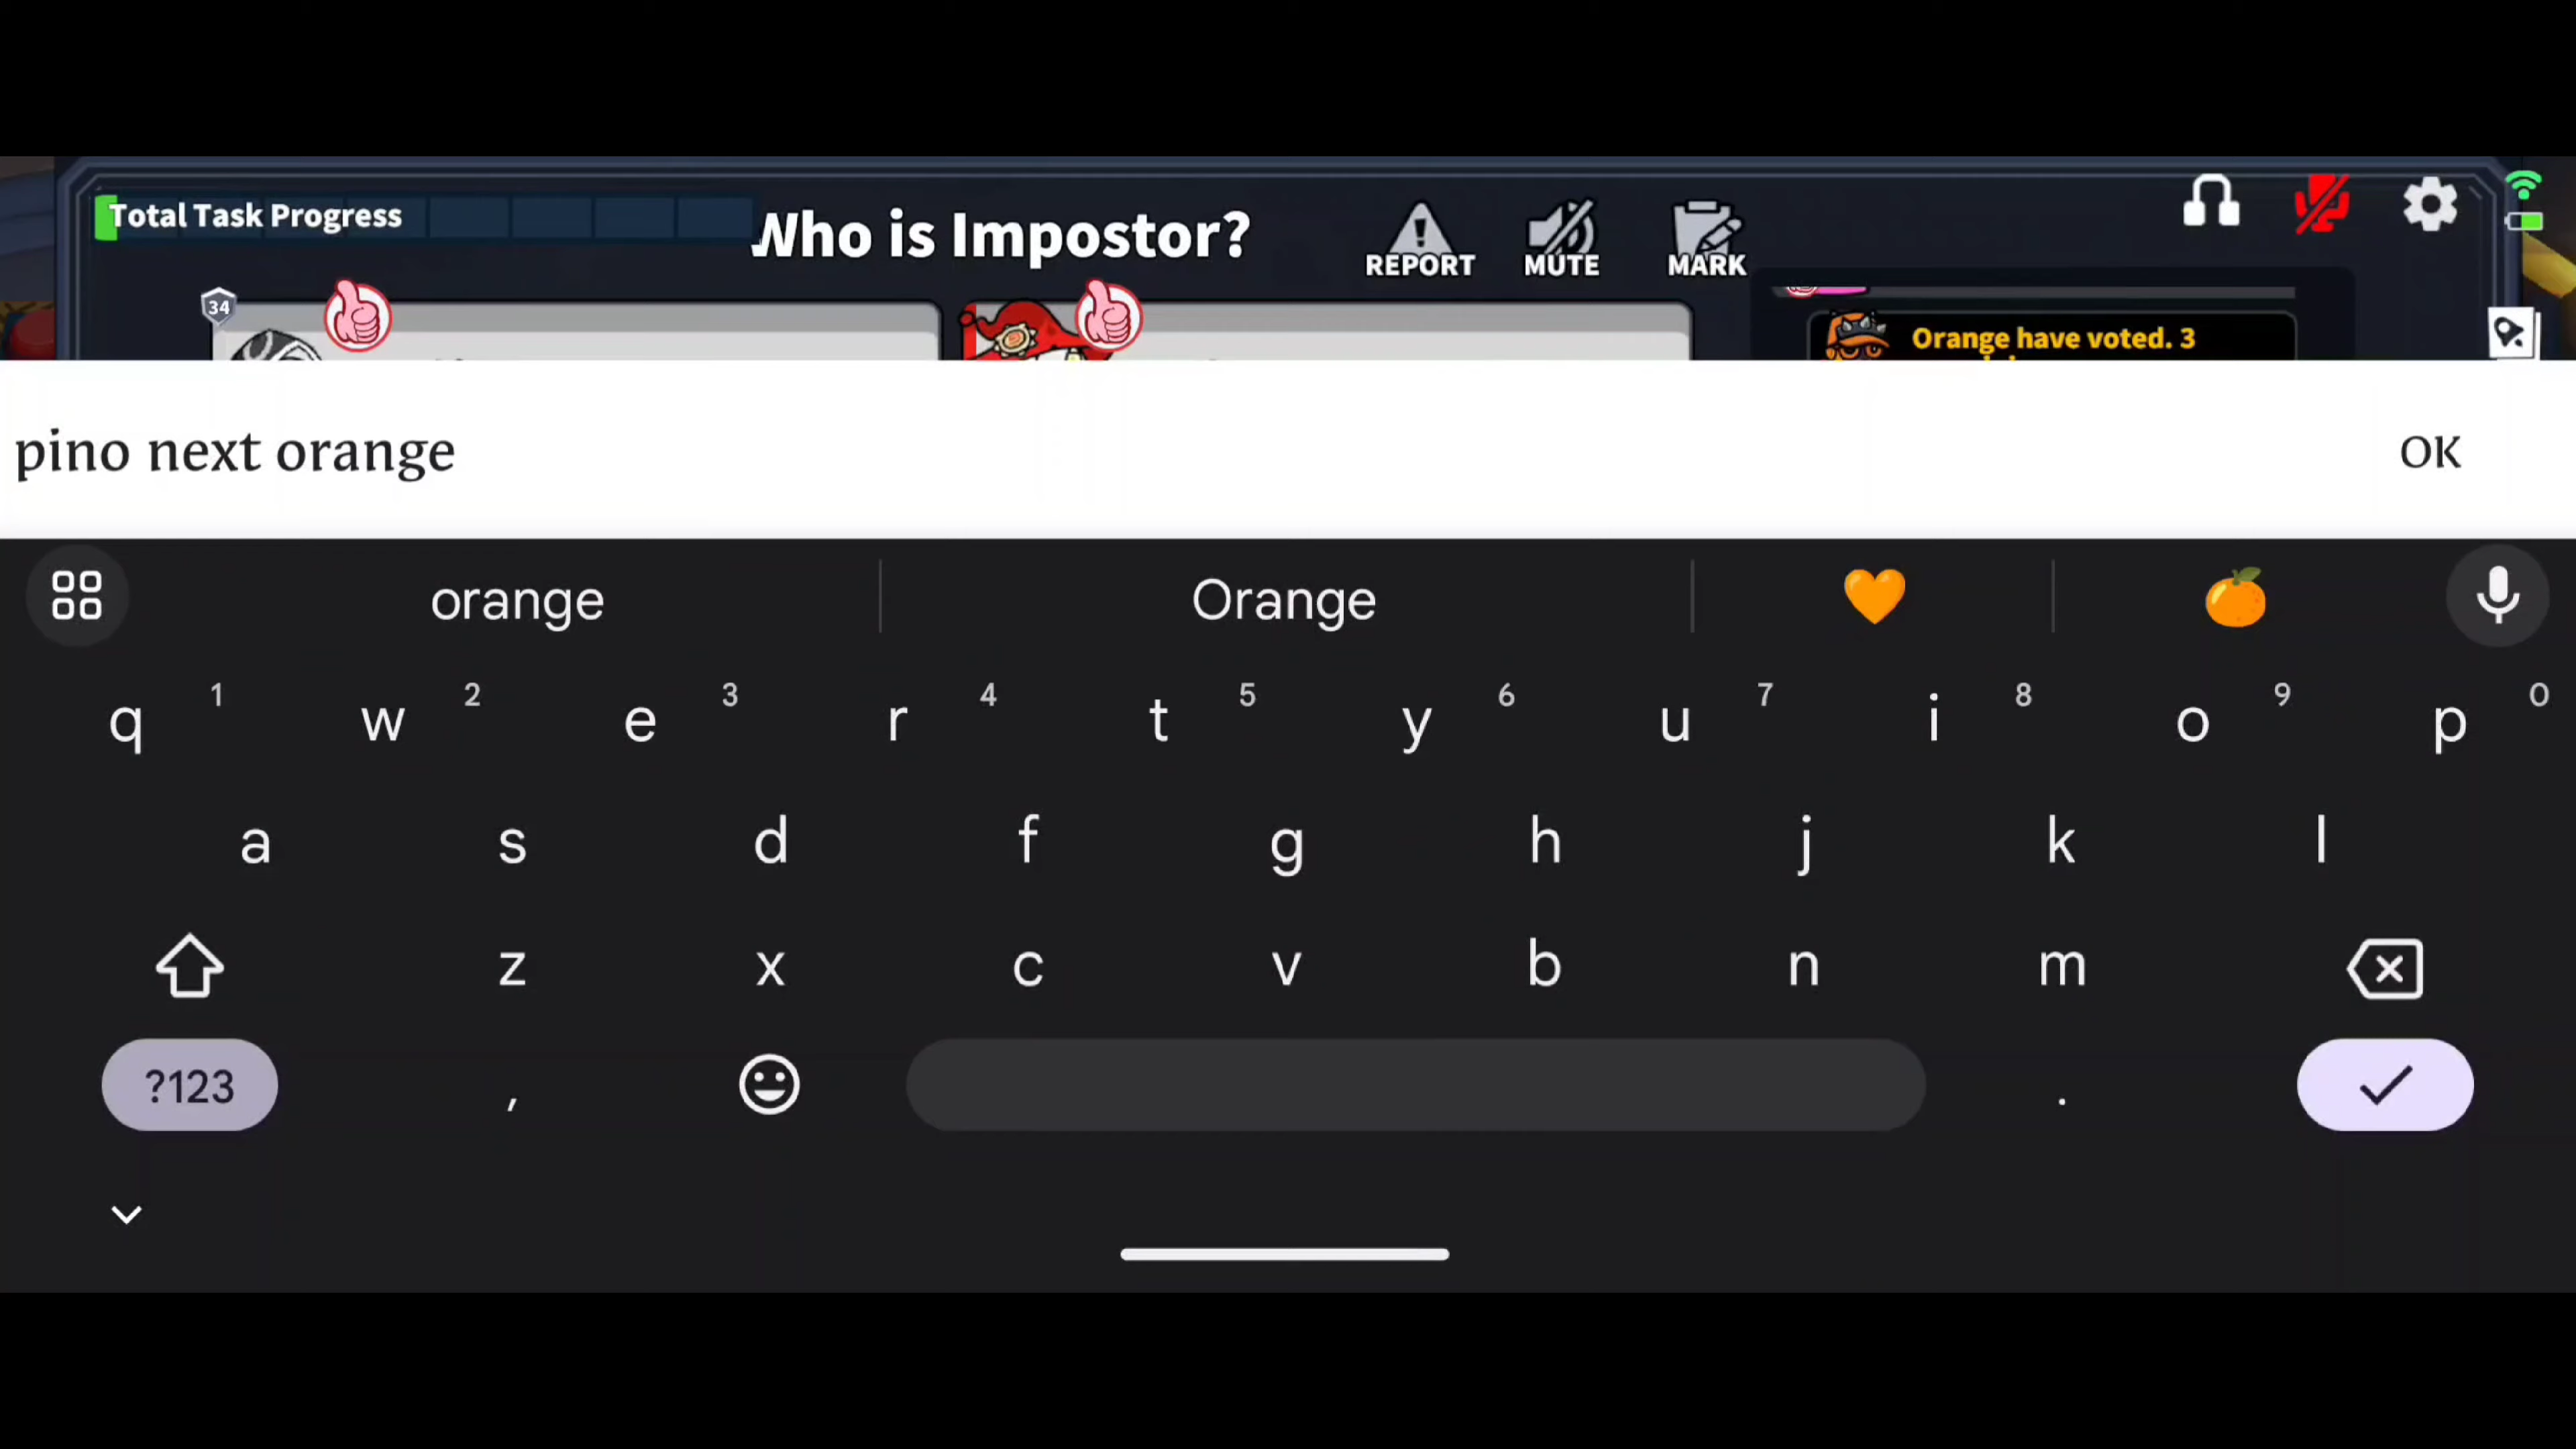 Total Task Progress
Who is Impostor?
REPORT
MUTE
MARK
34
Orange have voted. 3
pino next orange
OK
orange
Orange
q 1 w 2 e 3 r 4 t 5 y 6 u 7 i 8 o 9 p 0
a s d f g h j k l
z x c v b n m
?123 , .